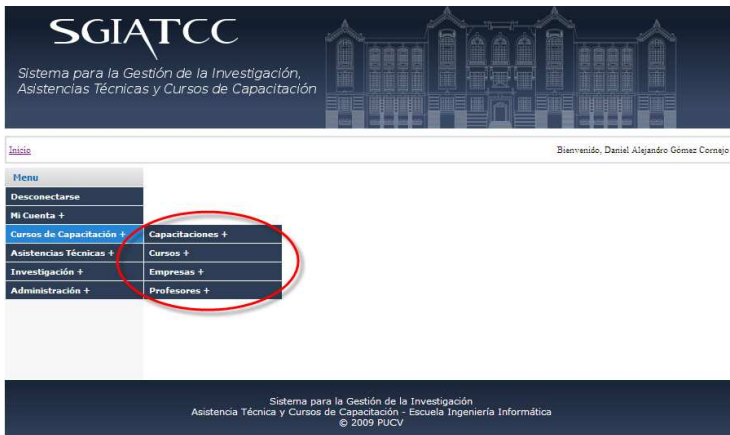 SGIATCC
Sistema para la Gestión de la Investigación,
Asistencias Técnicas y Cursos de Capacitación
Inicio
Bienvenido, Daniel Alejandro Gómez Cornejo
Menu
Desconectarse
Mi Cuenta +
Cursos de Capacitación +
Asistencias Técnicas +
Investigación +
Administración +
Capacitaciones +
Cursos +
Empresas +
Profesores +
Sistema para la Gestión de la Investigación
Asistencia Técnica y Cursos de Capacitación - Escuela Ingeniería Informática
© 2009 PUCV